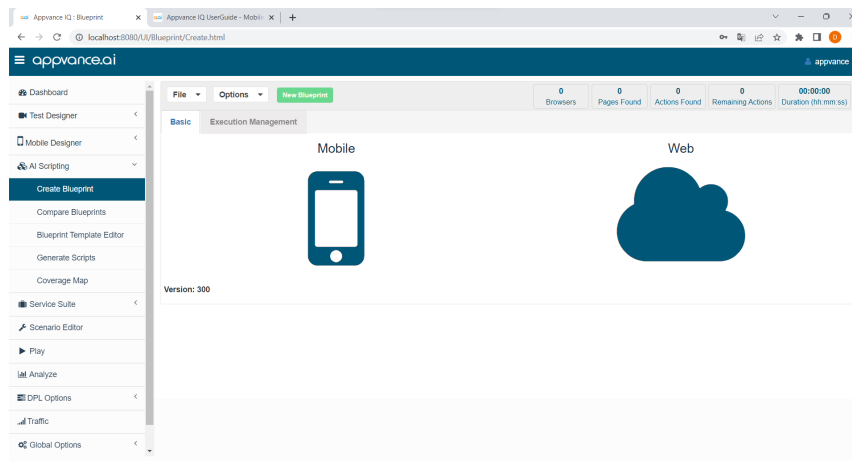 Appvance IQ : Blueprint
Appvance IQ UserGuide - Mobile
localhost:8080/UI/Blueprint/Create.html
D
appvance.ai
appvance
Dashboard
Test Designer
Mobile Designer
AI Scripting
Create Blueprint
Compare Blueprints
Blueprint Template Editor
Generate Scripts
Coverage Map
Service Suite
Scenario Editor
Play
Analyze
DPL Options
Traffic
Global Options
File Options New Blueprint
0 Browsers
0 Pages Found
0 Actions Found
0 Remaining Actions
00:00:00 Duration (hh:mm:ss)
Basic Execution Management
Mobile Web
Version: 300